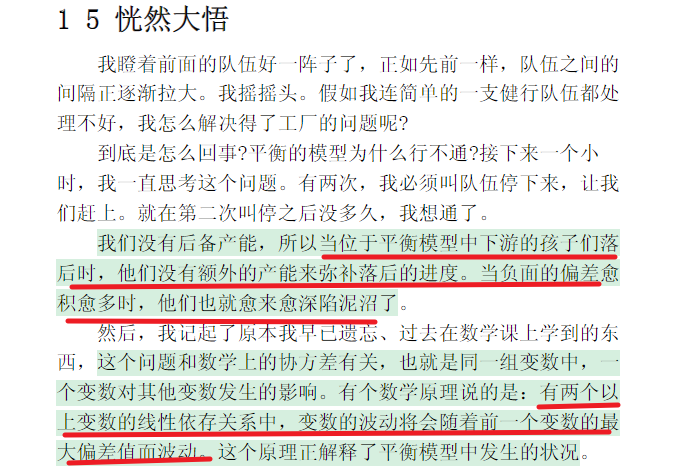 15 恍然大悟
我瞪着前面的队伍好一阵子了，正如先前一样，队伍之间的
间隔正逐渐拉大。我摇摇头。假如我连简单的一支健行队伍都处
理不好，我怎么解决得了工厂的问题呢?
到底是怎么回事?平衡的模型为什么行不通?接下来一个小
时，我一直思考这个问题。有两次，我必须叫队伍停下来，让我
们赶上。就在第二次叫停之后没多久，我想通了。
我们没有后备产能，所以当位于平衡模型中下游的孩子们落
后时，他们没有额外的产能来弥补落后的进度。当负面的偏差愈
积愈多时，他们也就愈来愈深陷泥沼了。
然后，我记起了原本我早已遗忘、过去在数学课上学到的东
西，这个问题和数学上的协方差有关，也就是同一组变数中，一
个变数对其他变数发生的影响。有个数学原理说的是：有两个以
上变数的线性依存关系中，变数的波动将会随着前一个变数的最
大偏差值而波动。这个原理正解释了平衡模型中发生的状况。